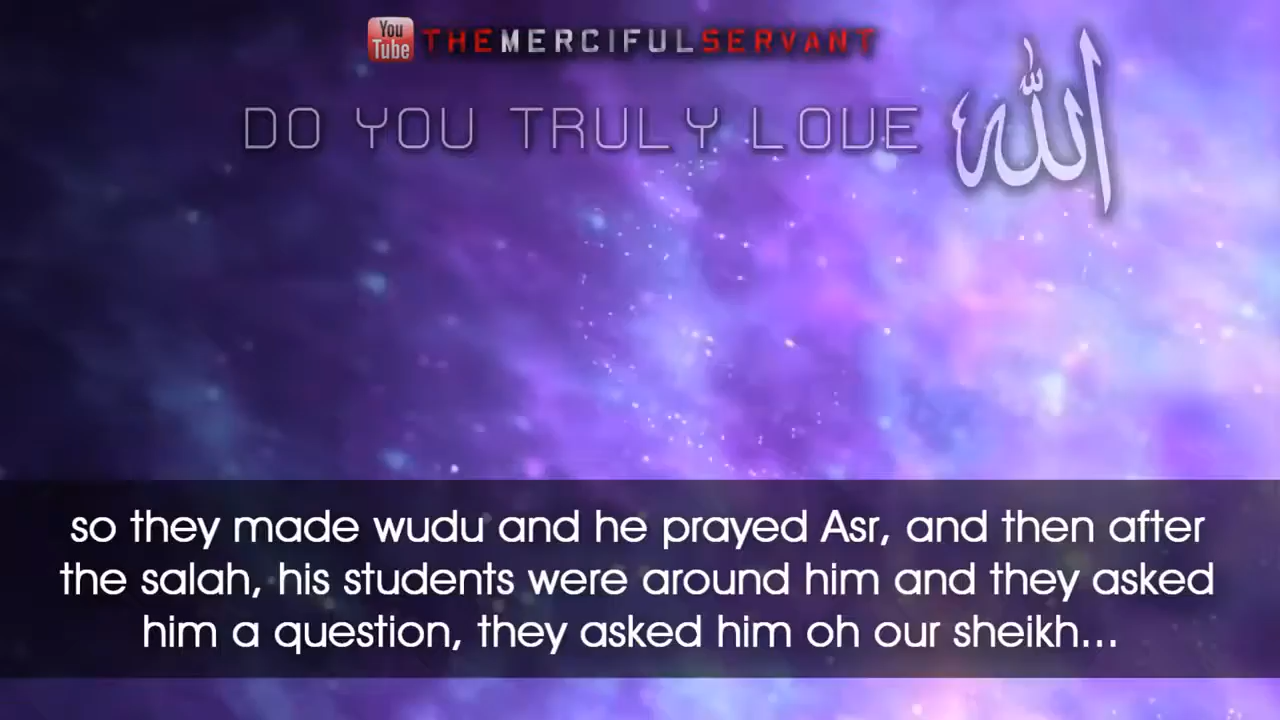 You Tube THEMERCIFULSERVANT
DO YOU TRULY LOVE الله
so they made wudu and he prayed Asr, and then after
the salah, his students were around him and they asked
him a question, they asked him oh our sheikh...